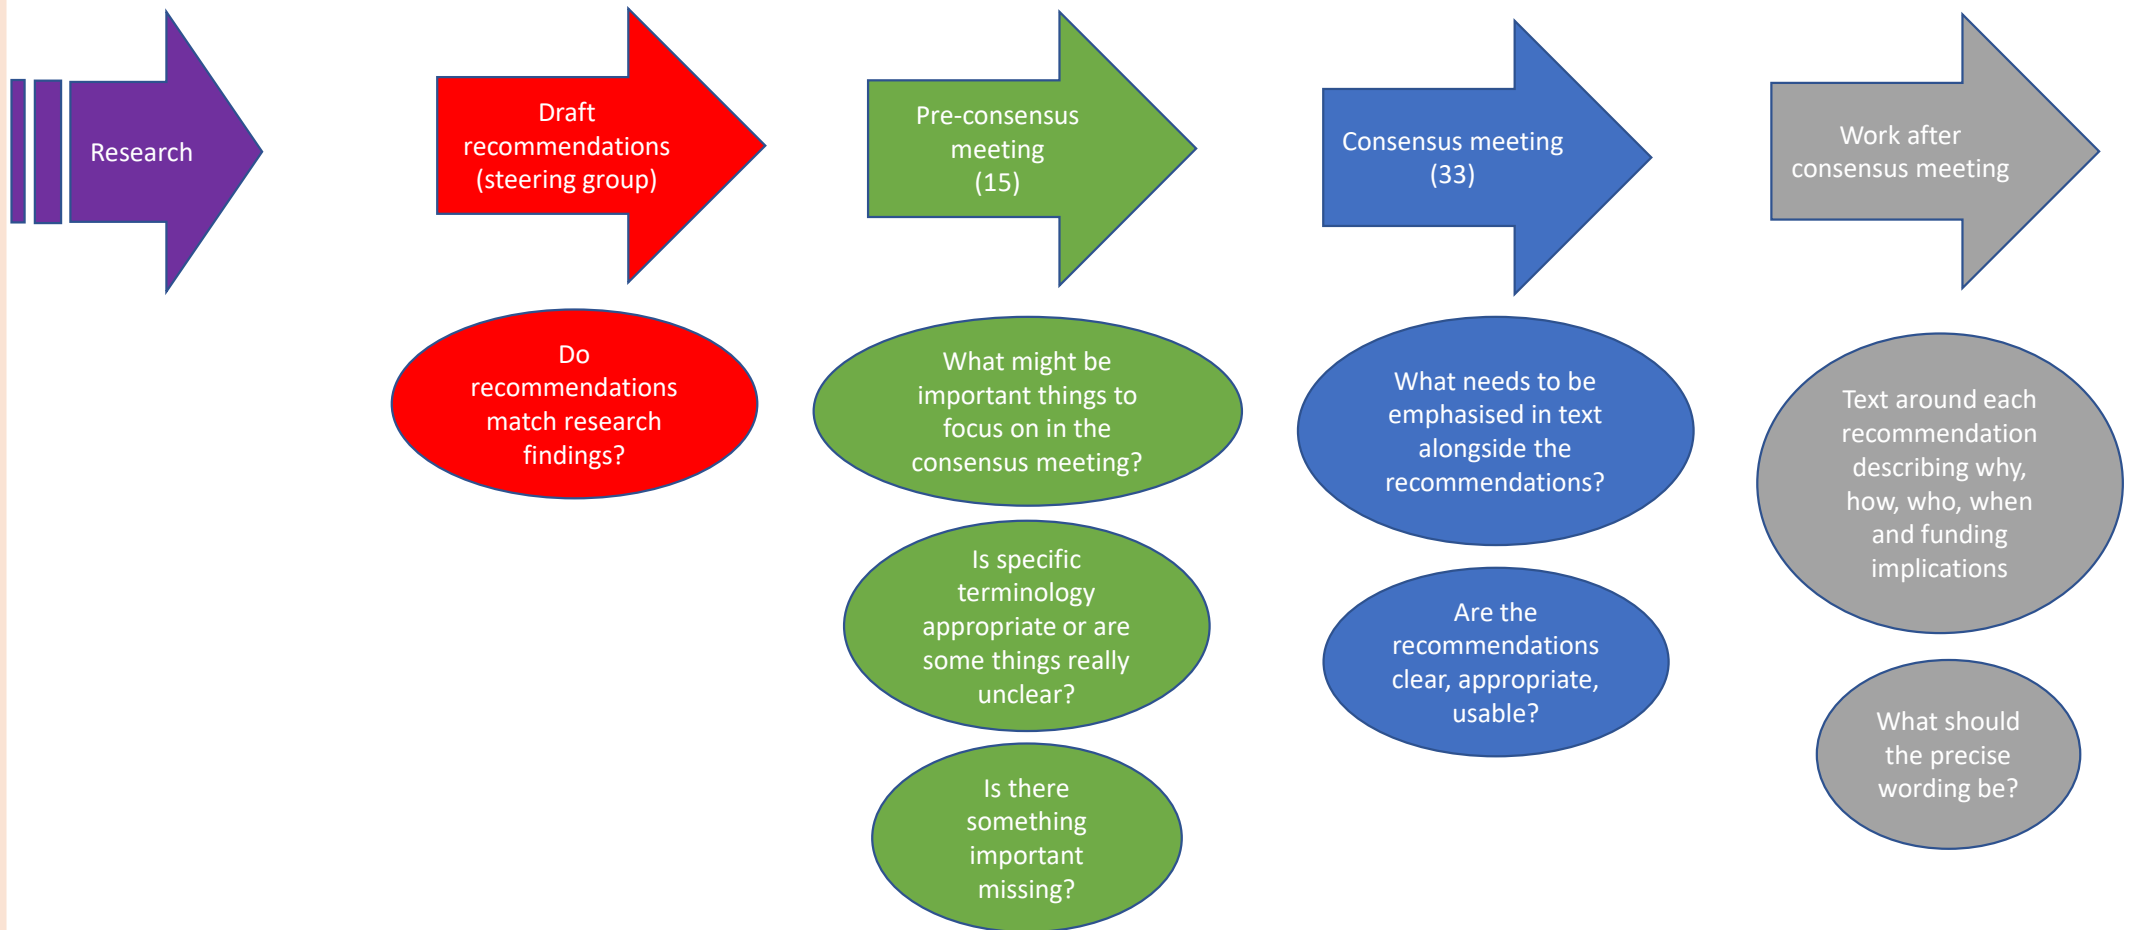 Research
Draft
recommendations
(steering group)
Pre-consensus
meeting
(15)
Consensus meeting
(33)
Work after
consensus meeting
Do
recommendations
match research
findings?
What might be
important things to
focus on in the
consensus meeting?
Is specific
terminology
appropriate or are
some things really
unclear?
Is there
something
important
missing?
What needs to be
emphasised in text
alongside the
recommendations?
Are the
recommendations
clear, appropriate,
usable?
Text around each
recommendation
describing why,
how, who, when
and funding
implications
What should
the precise
wording be?